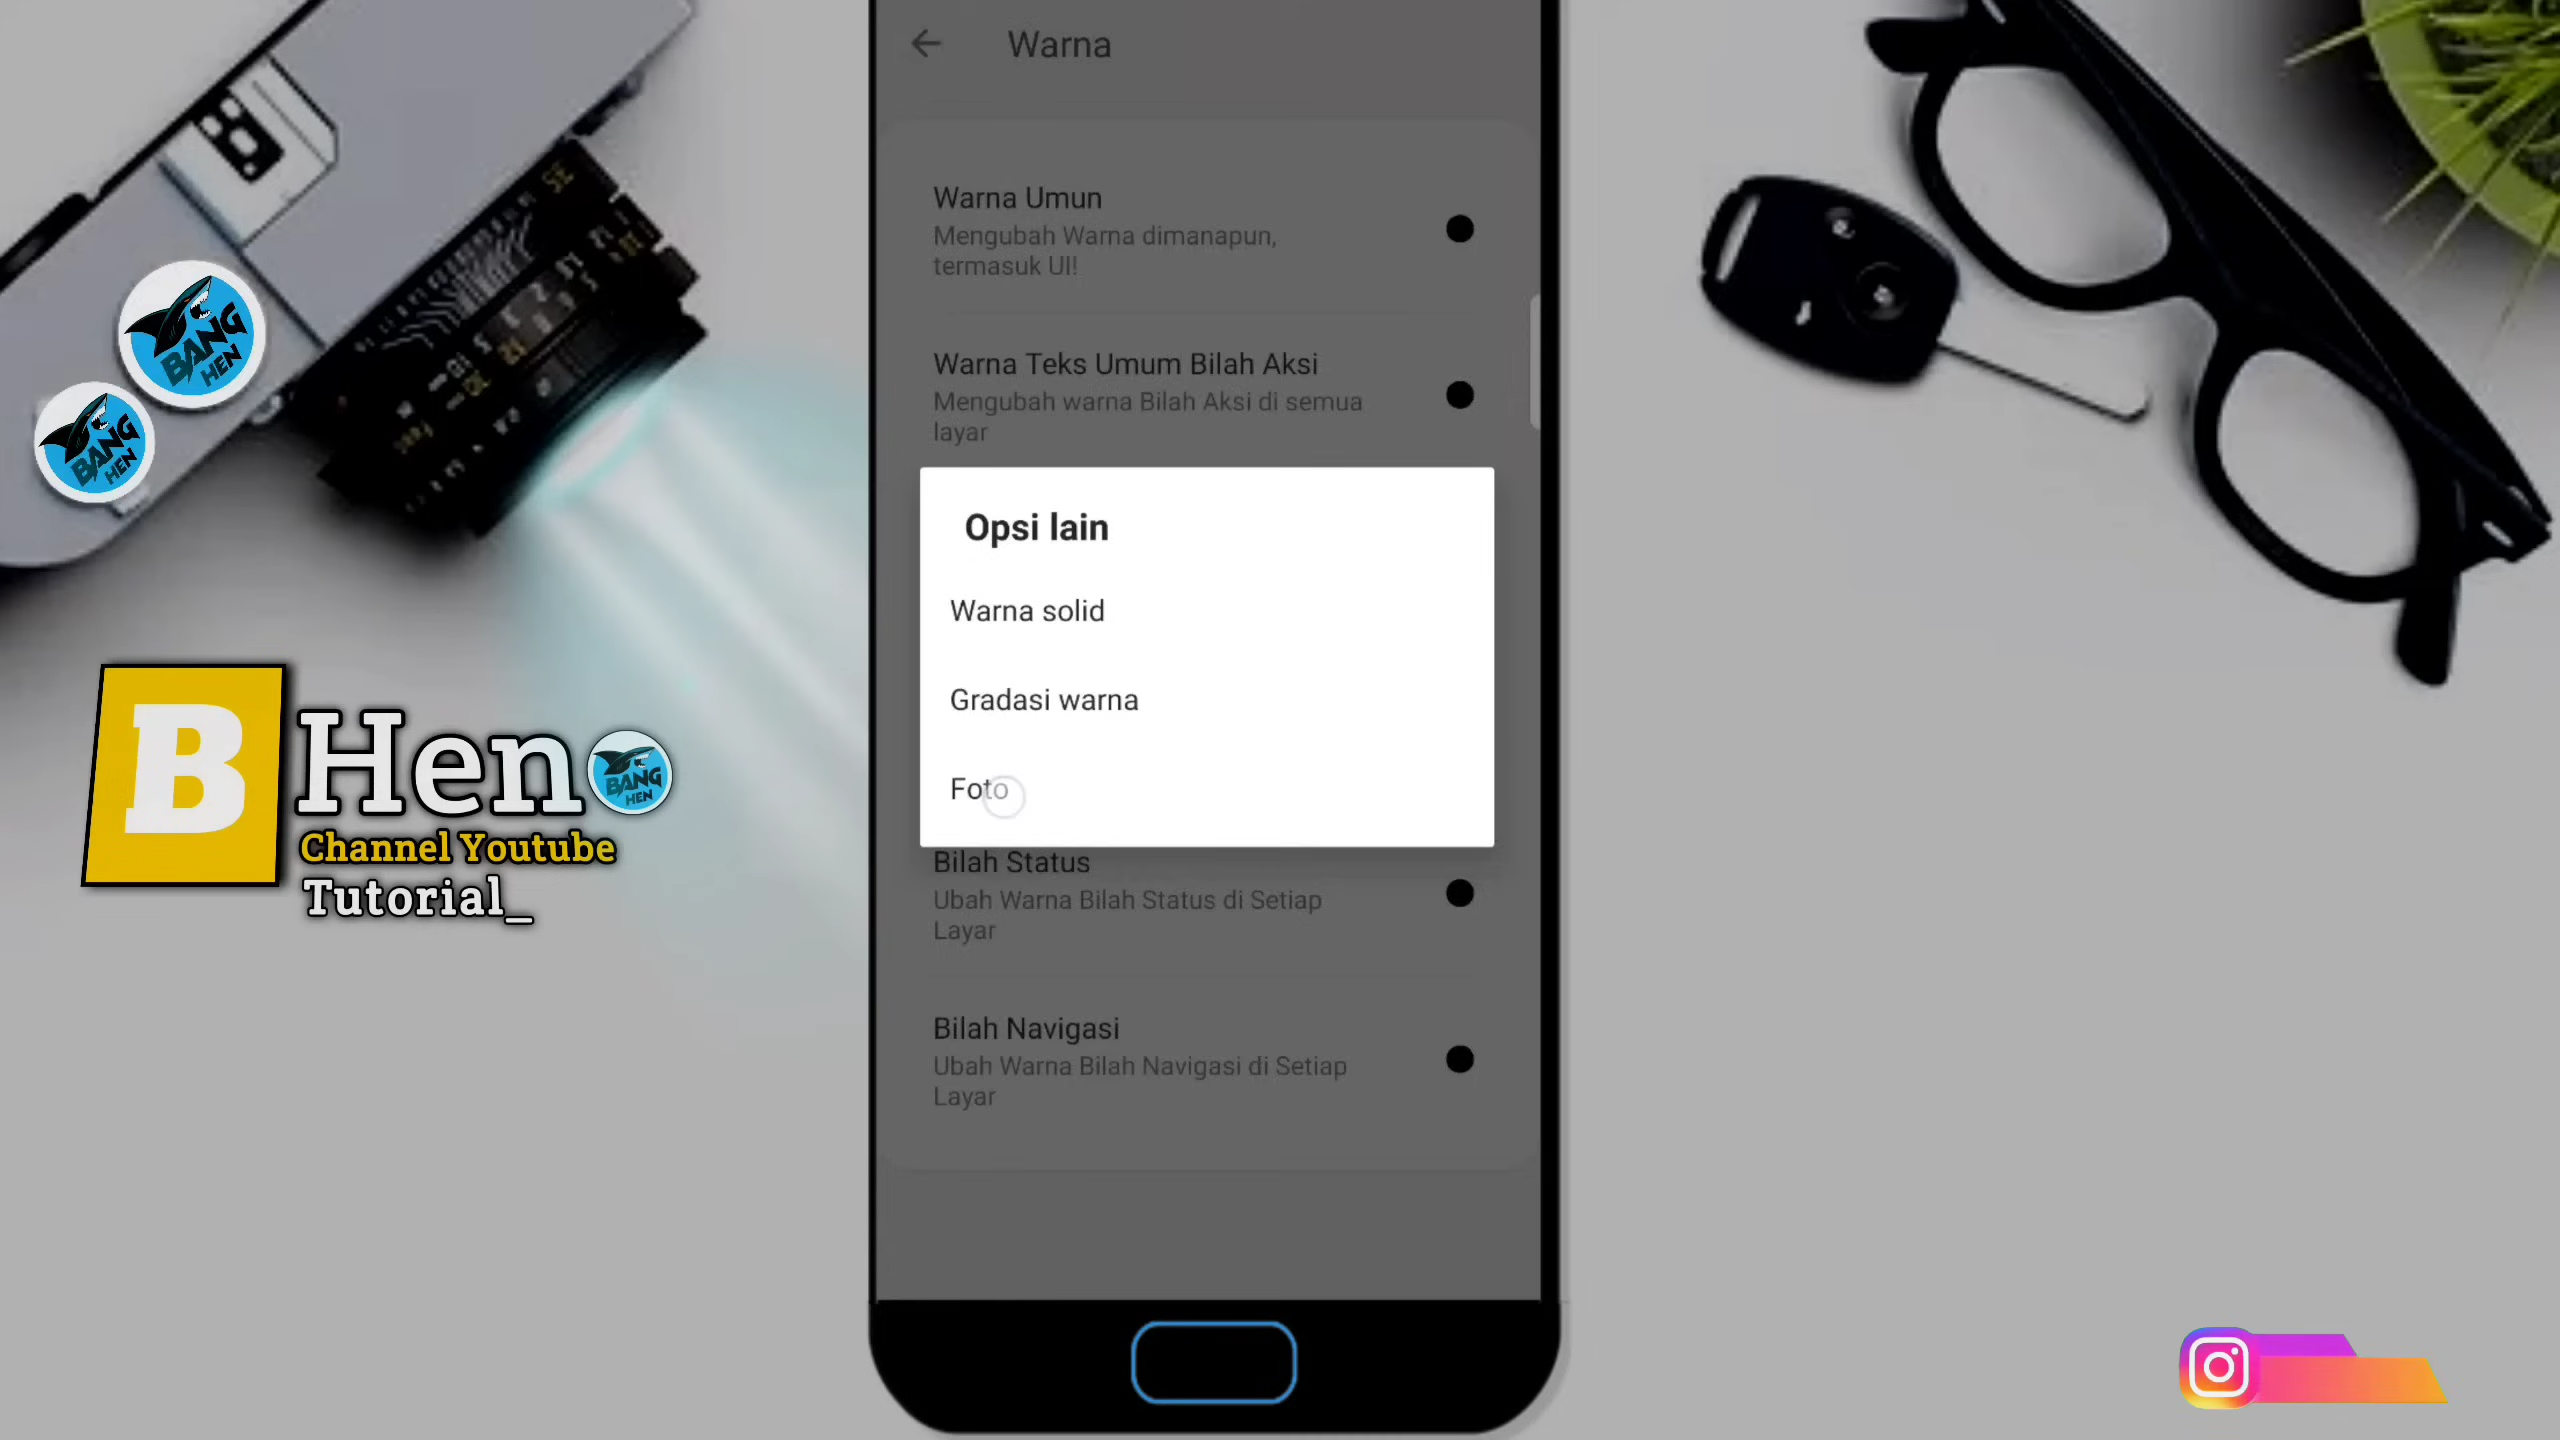 Warna
Warna Umun
Mengubah Warna dimanapun,
termasuk UI!
Warna Teks Umum Bilah Aksi
Mengubah warna Bilah Aksi di semua
layar
Opsi lain
Warna solid
Gradasi warna
Foto
Bilah Status
Ubah Warna Bilah Status di Setiap
Layar
Bilah Navigasi
Ubah Warna Bilah Navigasi di Setiap
Layar
BANG
HEN
BANG
HEN
B Hen
BANG
HEN
Channel Youtube
Tutorial_